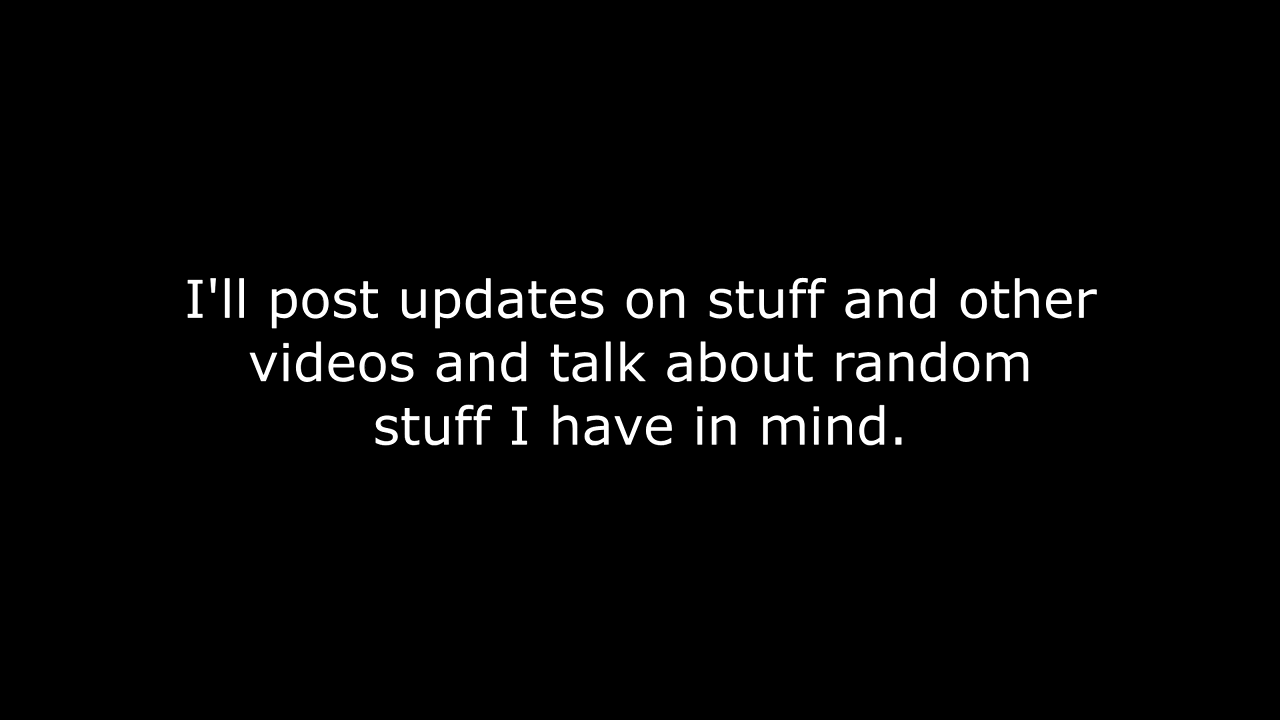 I'll post updates on stuff and other
videos and talk about random
stuff I have in mind.